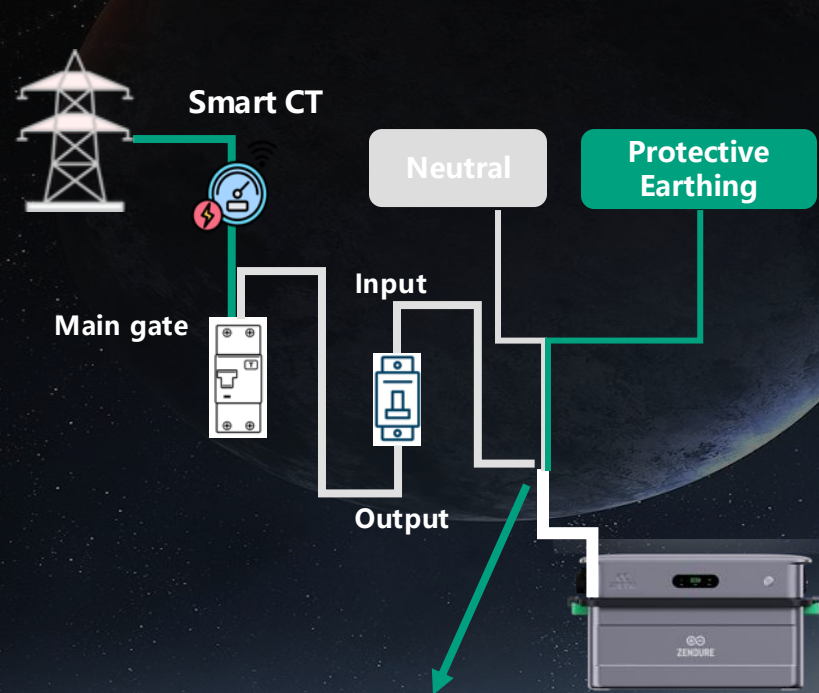 Smart CT
Neutral
Protective
Earthing
Input
Main gate
Output
ZENDURE